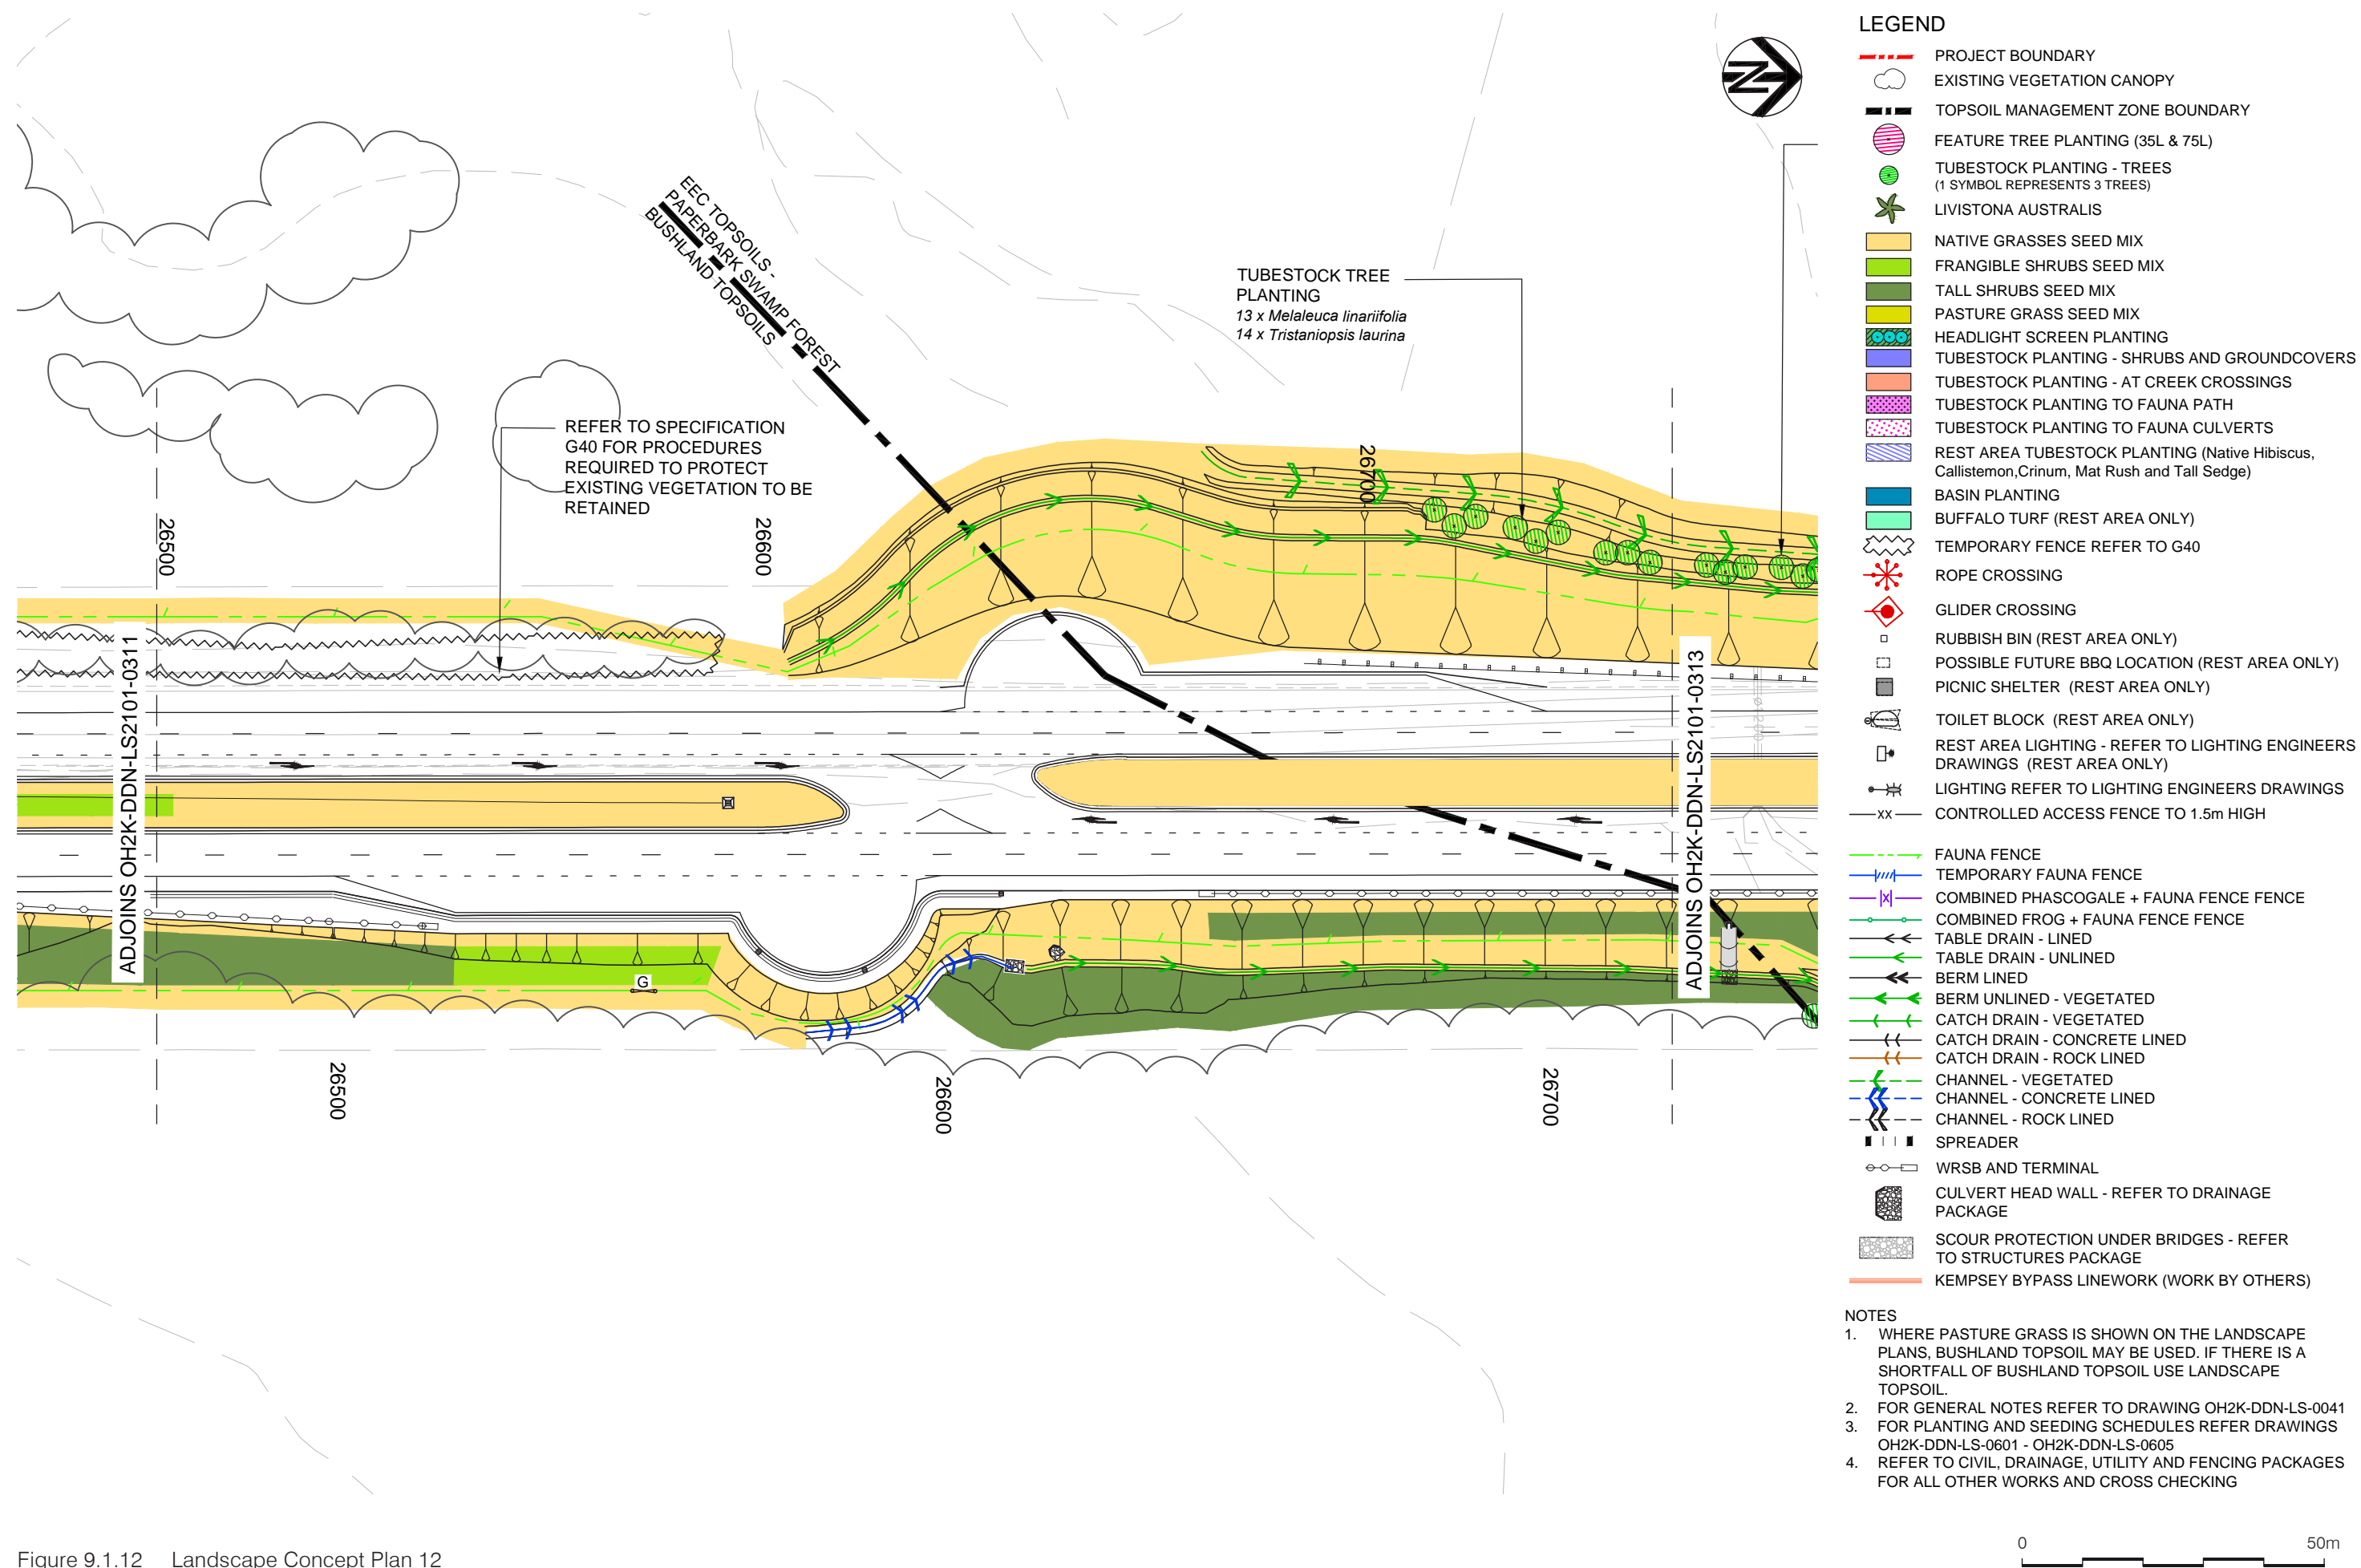 N
EEC TOPSOILS -
PAPERBARK SWAMP FOREST
BUSHLAND TOPSOILS
TUBESTOCK TREE
PLANTING
13 x Melaleuca linariifolia
14 x Tristaniopsis laurina
REFER TO SPECIFICATION
G40 FOR PROCEDURES
REQUIRED TO PROTECT
EXISTING VEGETATION TO BE
RETAINED
26500
26600
26700
ADJOINS OH2K-DDN-LS2101-0311
ADJOINS OH2K-DDN-LS2101-0313
G
26500
26600
26700
LEGEND
PROJECT BOUNDARY
EXISTING VEGETATION CANOPY
TOPSOIL MANAGEMENT ZONE BOUNDARY
FEATURE TREE PLANTING (35L & 75L)
TUBESTOCK PLANTING - TREES
(1 SYMBOL REPRESENTS 3 TREES)
LIVISTONA AUSTRALIS
NATIVE GRASSES SEED MIX
FRANGIBLE SHRUBS SEED MIX
TALL SHRUBS SEED MIX
PASTURE GRASS SEED MIX
HEADLIGHT SCREEN PLANTING
TUBESTOCK PLANTING - SHRUBS AND GROUNDCOVERS
TUBESTOCK PLANTING - AT CREEK CROSSINGS
TUBESTOCK PLANTING TO FAUNA PATH
TUBESTOCK PLANTING TO FAUNA CULVERTS
REST AREA TUBESTOCK PLANTING (Native Hibiscus,
Callistemon,Crinum, Mat Rush and Tall Sedge)
BASIN PLANTING
BUFFALO TURF (REST AREA ONLY)
TEMPORARY FENCE REFER TO G40
ROPE CROSSING
GLIDER CROSSING
RUBBISH BIN (REST AREA ONLY)
POSSIBLE FUTURE BBQ LOCATION (REST AREA ONLY)
PICNIC SHELTER (REST AREA ONLY)
TOILET BLOCK (REST AREA ONLY)
REST AREA LIGHTING - REFER TO LIGHTING ENGINEERS
DRAWINGS (REST AREA ONLY)
LIGHTING REFER TO LIGHTING ENGINEERS DRAWINGS
XX CONTROLLED ACCESS FENCE TO 1.5m HIGH
FAUNA FENCE
TEMPORARY FAUNA FENCE
COMBINED PHASCOGALE + FAUNA FENCE FENCE
COMBINED FROG + FAUNA FENCE FENCE
TABLE DRAIN - LINED
TABLE DRAIN - UNLINED
BERM LINED
BERM UNLINED - VEGETATED
CATCH DRAIN - VEGETATED
CATCH DRAIN - CONCRETE LINED
CATCH DRAIN - ROCK LINED
CHANNEL - VEGETATED
CHANNEL - CONCRETE LINED
CHANNEL - ROCK LINED
SPREADER
WRSB AND TERMINAL
CULVERT HEAD WALL - REFER TO DRAINAGE
PACKAGE
SCOUR PROTECTION UNDER BRIDGES - REFER
TO STRUCTURES PACKAGE
KEMPSEY BYPASS LINEWORK (WORK BY OTHERS)
NOTES
1. WHERE PASTURE GRASS IS SHOWN ON THE LANDSCAPE
PLANS, BUSHLAND TOPSOIL MAY BE USED. IF THERE IS A
SHORTFALL OF BUSHLAND TOPSOIL USE LANDSCAPE
TOPSOIL.
2. FOR GENERAL NOTES REFER TO DRAWING OH2K-DDN-LS-0041
3. FOR PLANTING AND SEEDING SCHEDULES REFER DRAWINGS
OH2K-DDN-LS-0601 - OH2K-DDN-LS-0605
4. REFER TO CIVIL, DRAINAGE, UTILITY AND FENCING PACKAGES
FOR ALL OTHER WORKS AND CROSS CHECKING
0 50m
Figure 9.1.12 Landscape Concept Plan 12